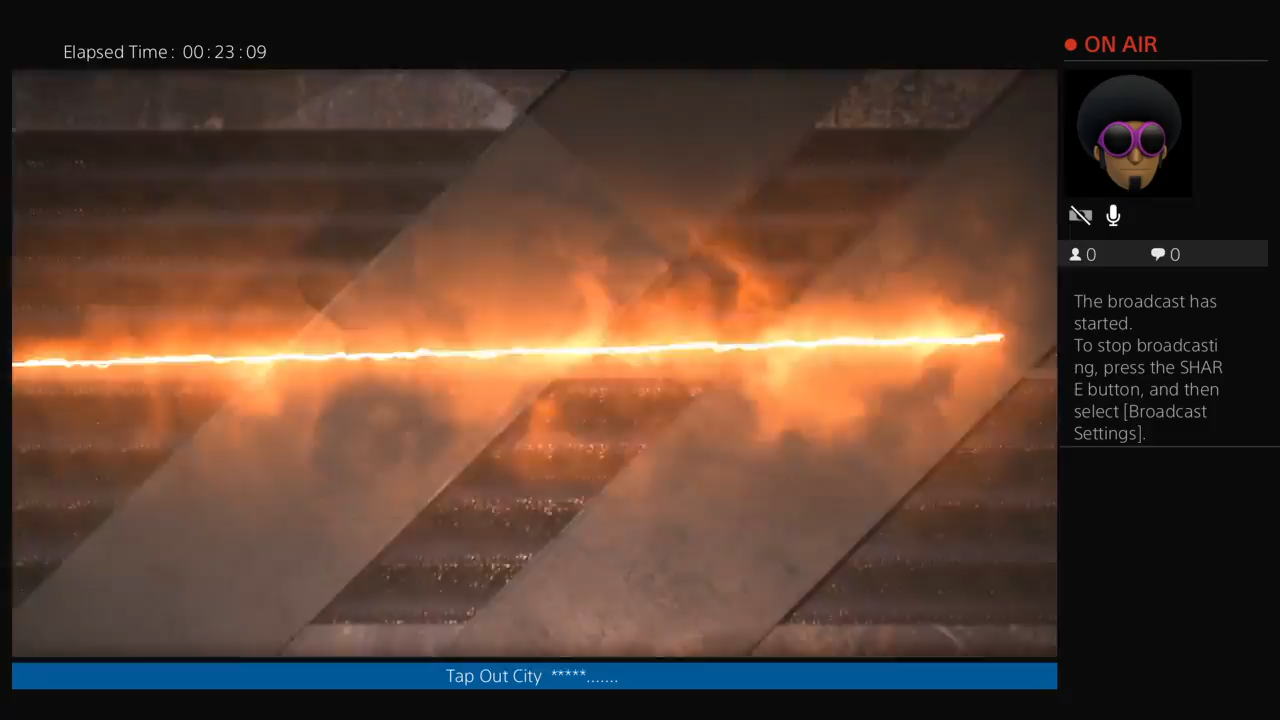 Elapsed Time: 00:23:09
ON AIR
0 0
The broadcast has
started.
To stop broadcasti
ng, press the SHAR
E button, and then
select [Broadcast
Settings].
Tap Out City *****.......